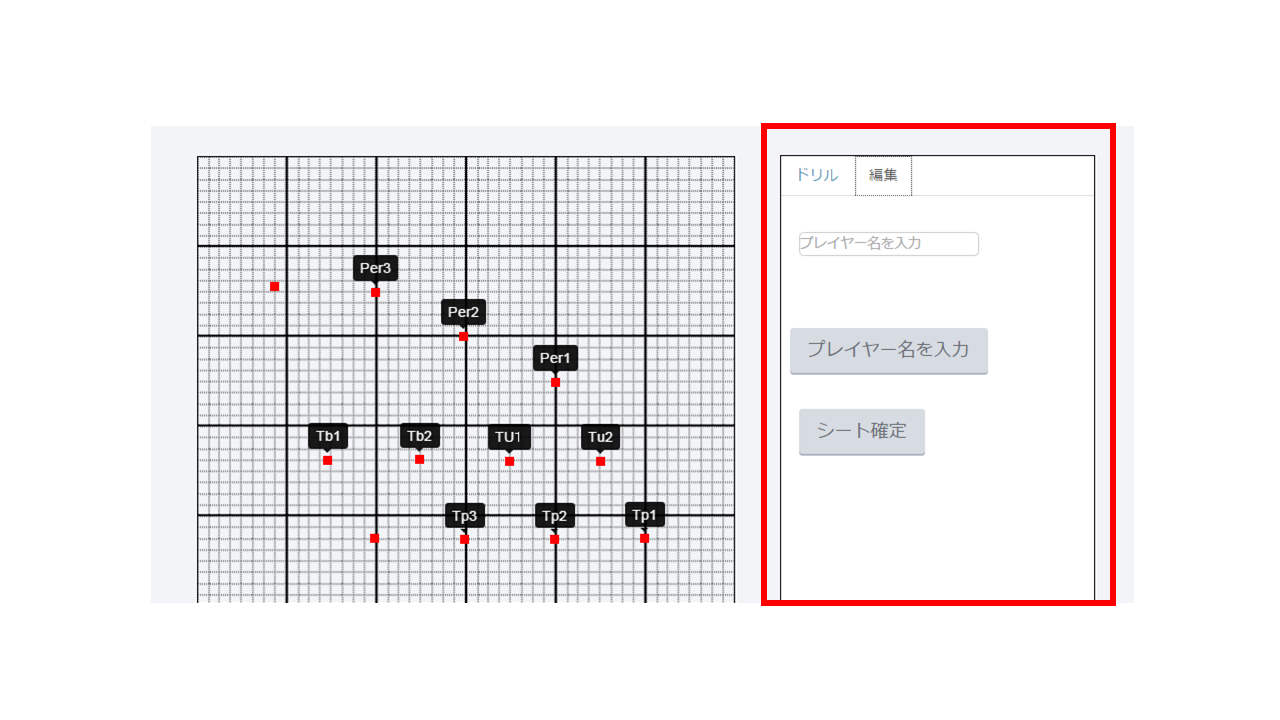 ドリル 編集
プレイヤー名を入力
Per3
Per2
プレイヤー名を入力
Per1
シート確定
Tb1 Tb2 TU1 Tu2
Tp3 Tp2 Tp1